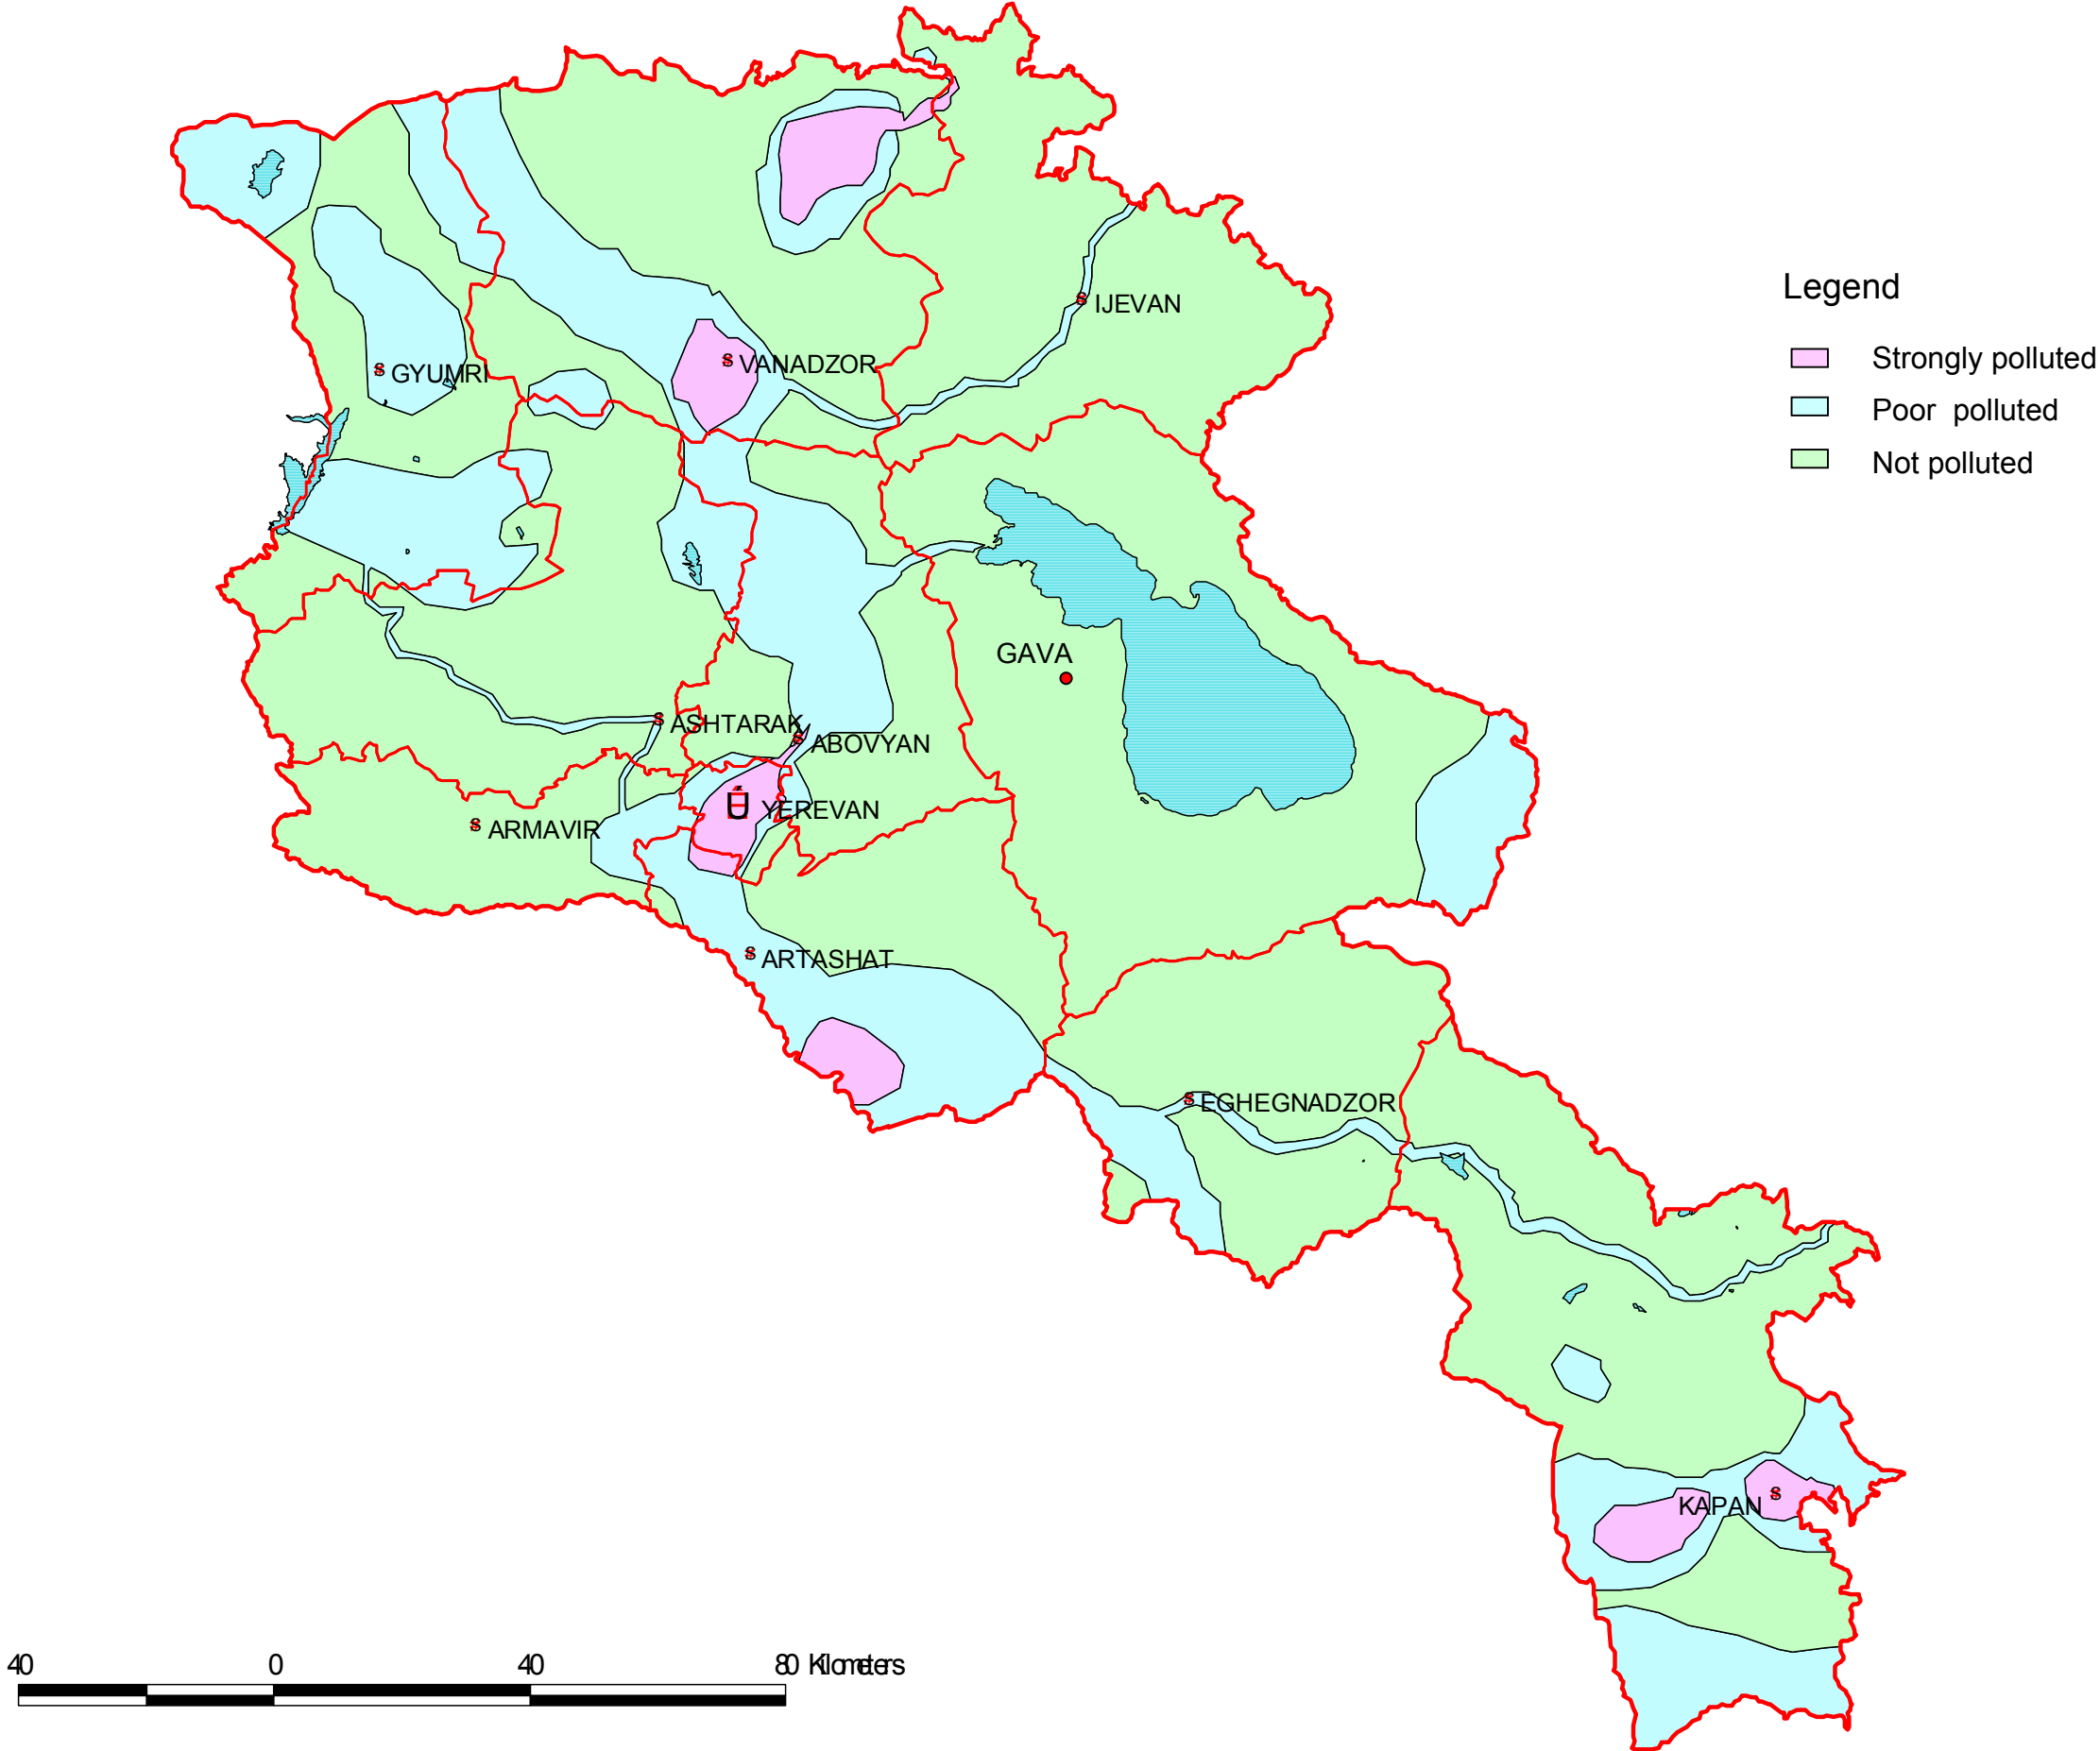 Legend
Strongly polluted
Poor polluted
Not polluted
IJEVAN
VANADZOR
GYUMRI
GAVA
ASHTARAK
ABOVYAN
Ú YEREVAN
ARMAVIR
ARTASHAT
EGHEGNADZOR
KAPAN
40 0 40 80 Kilometers